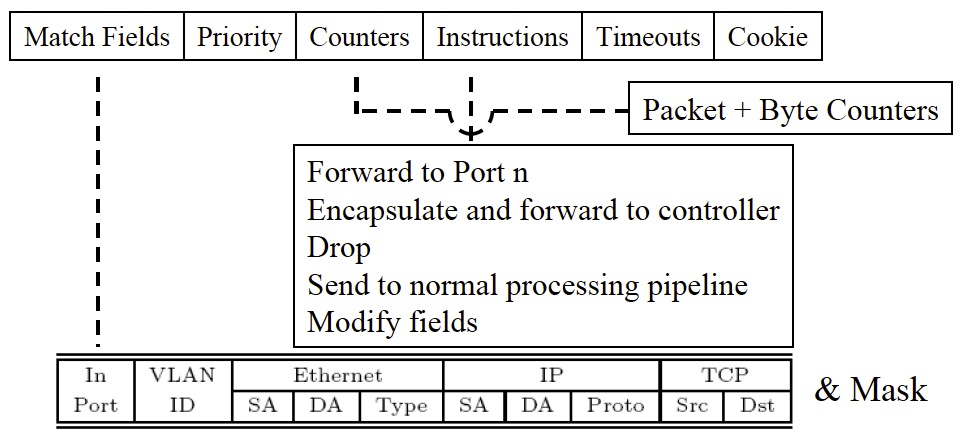 Match Fields Priority Counters Instructions Timeouts Cookie
Packet + Byte Counters
Forward to Port n
Encapsulate and forward to controller
Drop
Send to normal processing pipeline
Modify fields
In VLAN Ethernet IP TCP
Port ID SA DA Type SA DA Proto Src Dst
& Mask